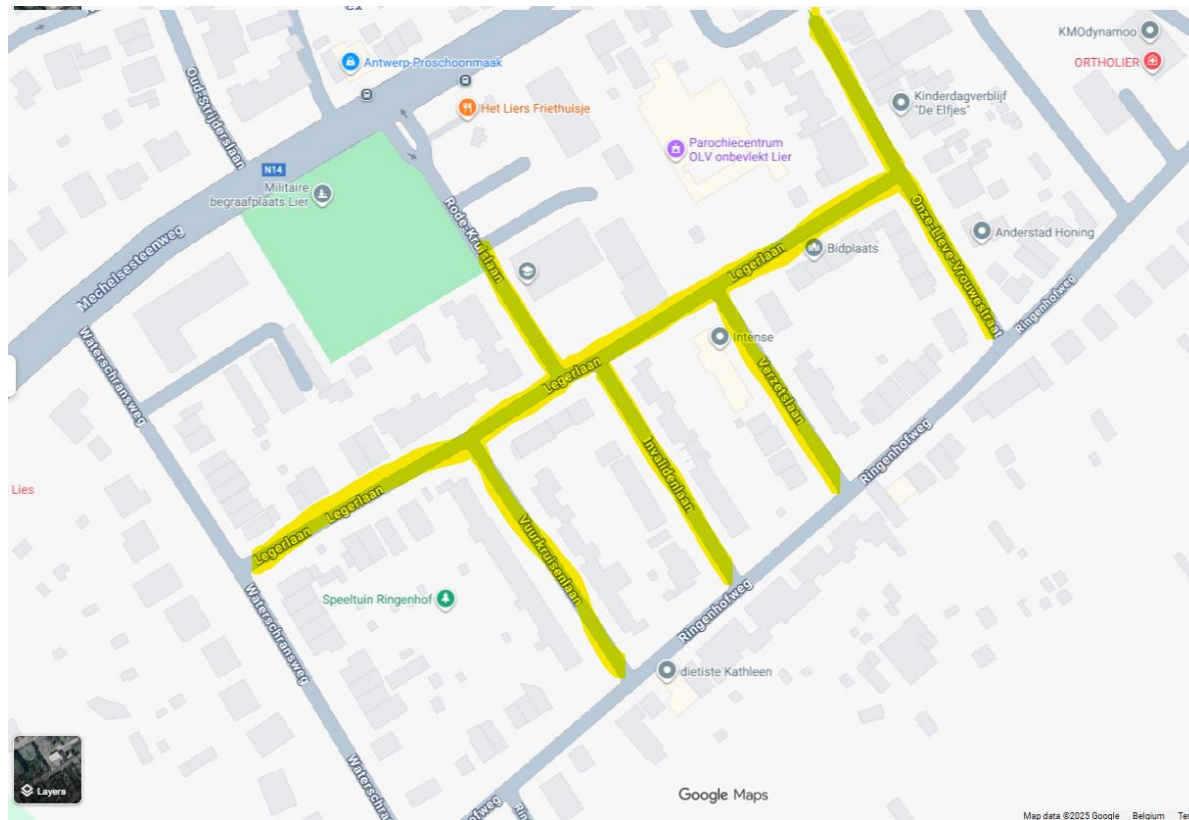 KMOdynamoo
ORTHOLIER
Antwerp-Proschoonmaak
Oud-Strijderslaan
Het Liers Friethuisje
Kinderdagverblijf
"De Elfjes"
Parochiecentrum
OLV onbevlekt Lier
N14
Militaire
begraafplaats Lier
Rode-Kruislaan
Onze-Lieve-Vrouwestraat
Anderstad Honing
Mechelsesteenweg
Legerlaan
Bidplaats
Ringenhofweg
Waterschransweg
Intense
Legerlaan
Verzetslaan
Ringenhofweg
Invalidenlaan
Lies
Legerlaan
Legerlaan
Vuurkruisenlaan
Speeltuin Ringenhof
Ringenhofweg
Waterschransweg
dietiste Kathleen
Layers
Google Maps
Map data ©2025 Google Belgium